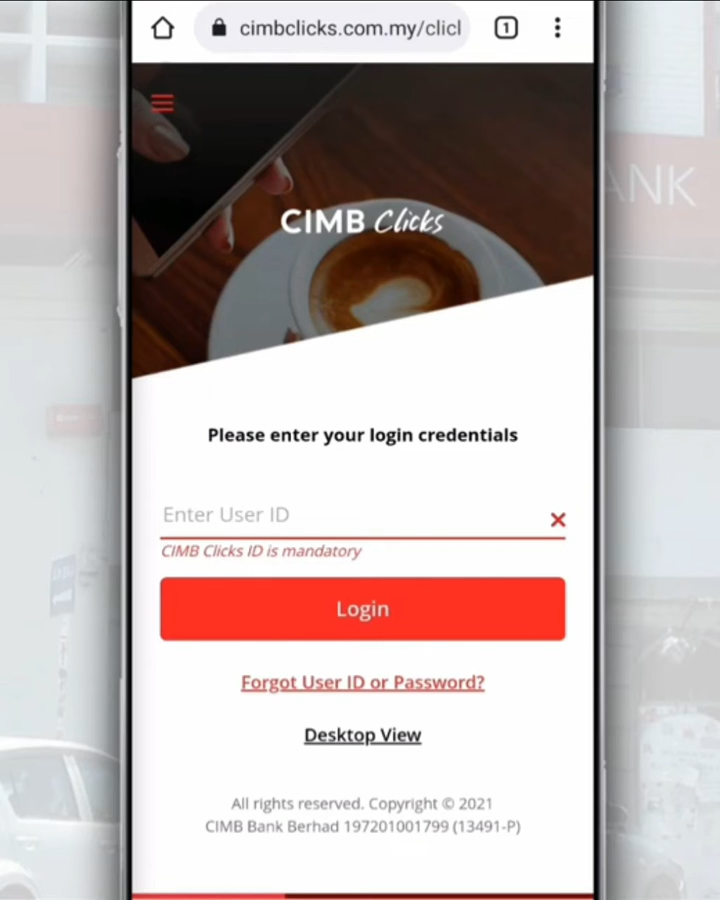 cimbclicks.com.my/clicl
1
CIMB Clicks
ANK
Please enter your login credentials
Enter User ID
CIMB Clicks ID is mandatory
Login
Forgot User ID or Password?
Desktop View
All rights reserved. Copyright © 2021
CIMB Bank Berhad 197201001799 (13491-P)